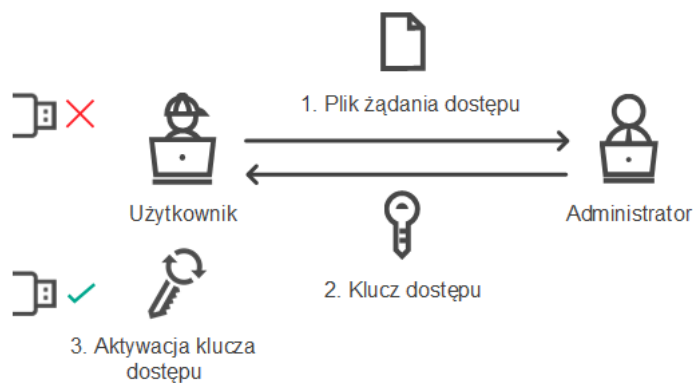 1. Plik żądania dostępu
Użytkownik
Administrator
2. Klucz dostępu
3. Aktywacja klucza
dostępu